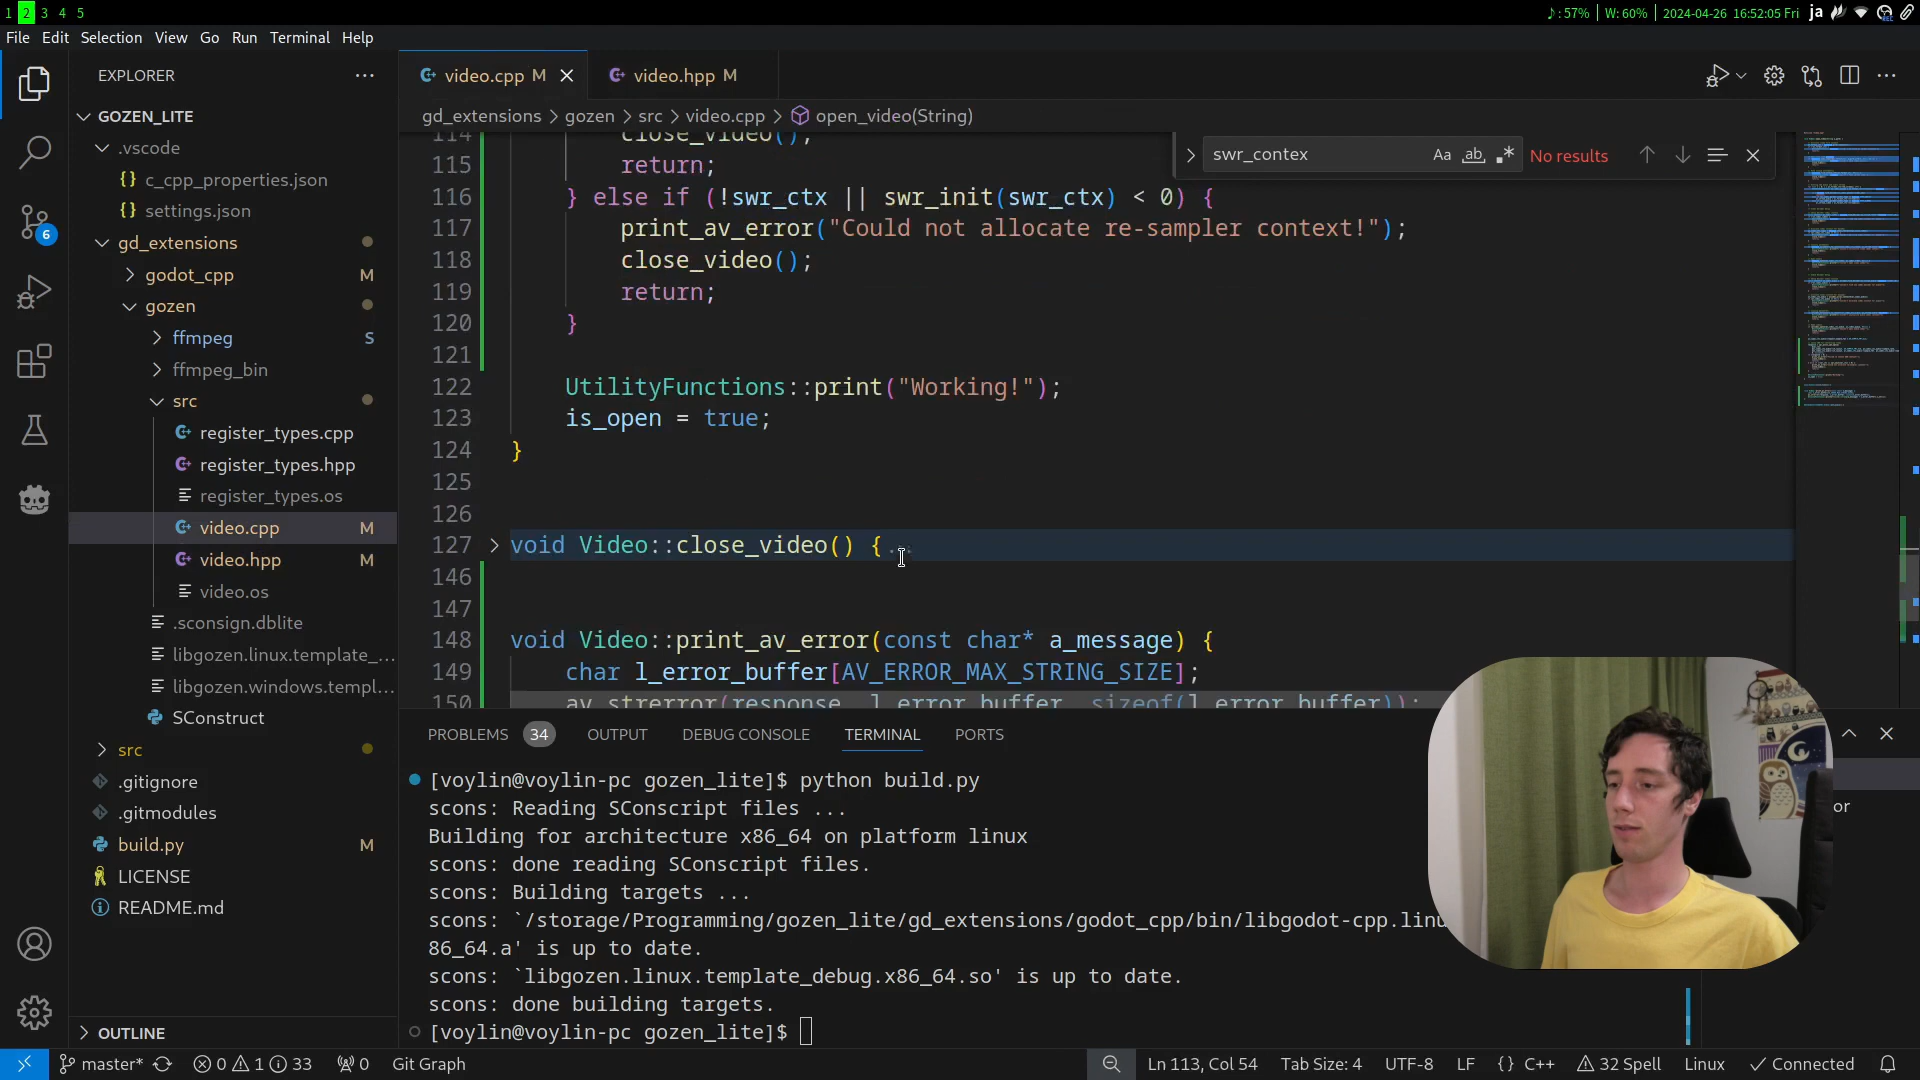 1 2 3 4 5
♪: 57% | W: 60% | 2024-04-26 16:52:05 Fri ja
File Edit Selection View Go Run Terminal Help
EXPLORER
video.cpp M
video.hpp M
GOZEN_LITE
.vscode
c_cpp_properties.json
settings.json
gd_extensions
godot_cpp M
gozen
ffmpeg S
ffmpeg_bin
src
register_types.cpp
register_types.hpp
register_types.os
video.cpp M
video.hpp M
video.os
.sconsign.dblite
libgozen.linux.template_...
libgozen.windows.templ...
SConstruct
src
.gitignore
.gitmodules
build.py M
LICENSE
README.md
OUTLINE
6
gd_extensions > gozen > src > video.cpp > open_video(String)
swr_contex
Aa ab .* No results
114 close_video();
115 return;
116 } else if (!swr_ctx || swr_init(swr_ctx) < 0) {
117 print_av_error("Could not allocate re-sampler context!");
118 close_video();
119 return;
120 }
121
122 UtilityFunctions::print("Working!");
123 is_open = true;
124 }
125
126
127 void Video::close_video() {...
146
147
148 void Video::print_av_error(const char* a_message) {
149 char l_error_buffer[AV_ERROR_MAX_STRING_SIZE];
150 av_strerror(response, l_error_buffer, sizeof(l_error_buffer));
PROBLEMS 34 OUTPUT DEBUG CONSOLE TERMINAL PORTS
[voylin@voylin-pc gozen_lite]$ python build.py
scons: Reading SConscript files ...
Building for architecture x86_64 on platform linux
scons: done reading SConscript files.
scons: Building targets ...
scons: `/storage/Programming/gozen_lite/gd_extensions/godot_cpp/bin/libgodot-cpp.linu
86_64.a' is up to date.
scons: `libgozen.linux.template_debug.x86_64.so' is up to date.
scons: done building targets.
[voylin@voylin-pc gozen_lite]$
or
master* 0 1 33 0 Git Graph
Ln 113, Col 54 Tab Size: 4 UTF-8 LF {} C++ 32 Spell Linux Connected